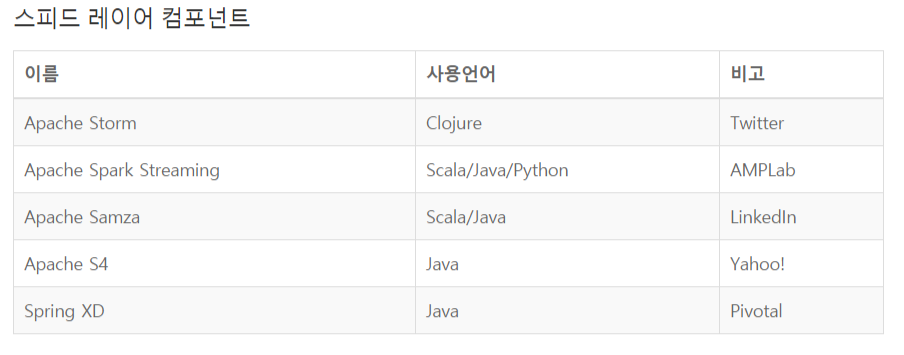 스피드 레이어 컴포넌트
이름 사용언어 비고
Apache Storm Clojure Twitter
Apache Spark Streaming Scala/Java/Python AMPLab
Apache Samza Scala/Java LinkedIn
Apache S4 Java Yahoo!
Spring XD Java Pivotal